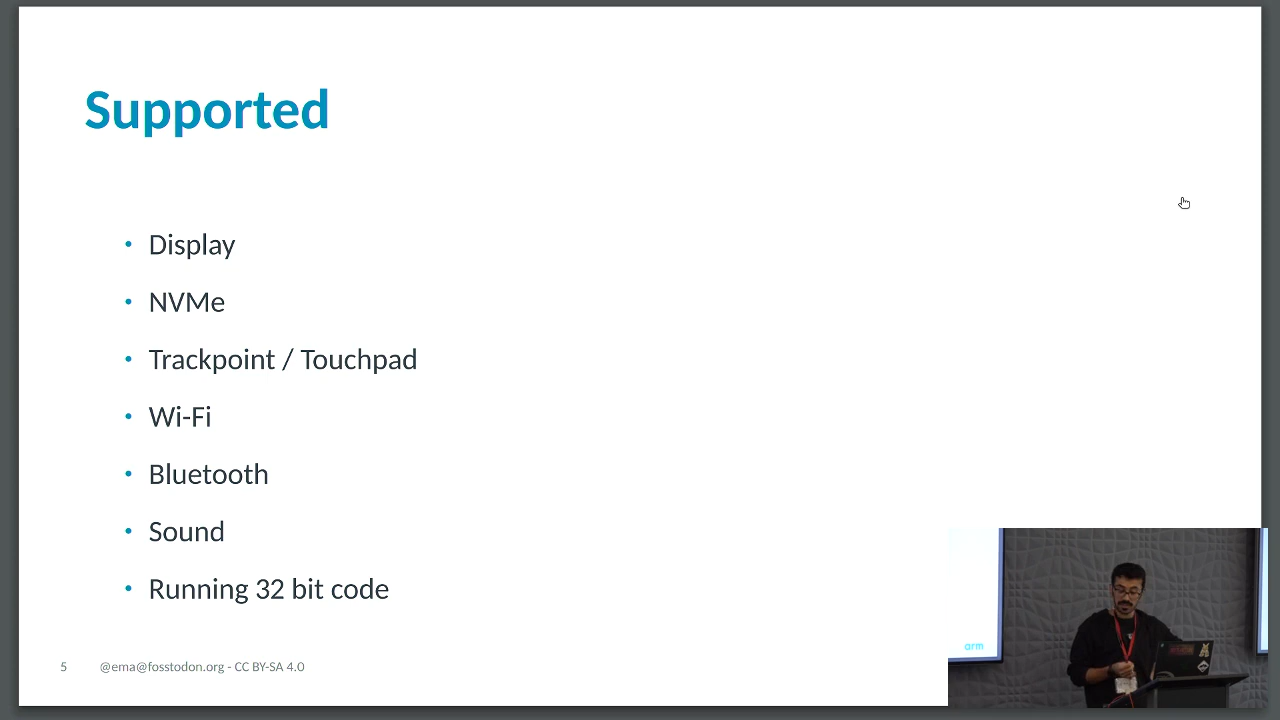 Supported
• Display
• NVMe
• Trackpoint / Touchpad
• Wi-Fi
• Bluetooth
• Sound
• Running 32 bit code
5 @ema@fosstodon.org - CC BY-SA 4.0
arm